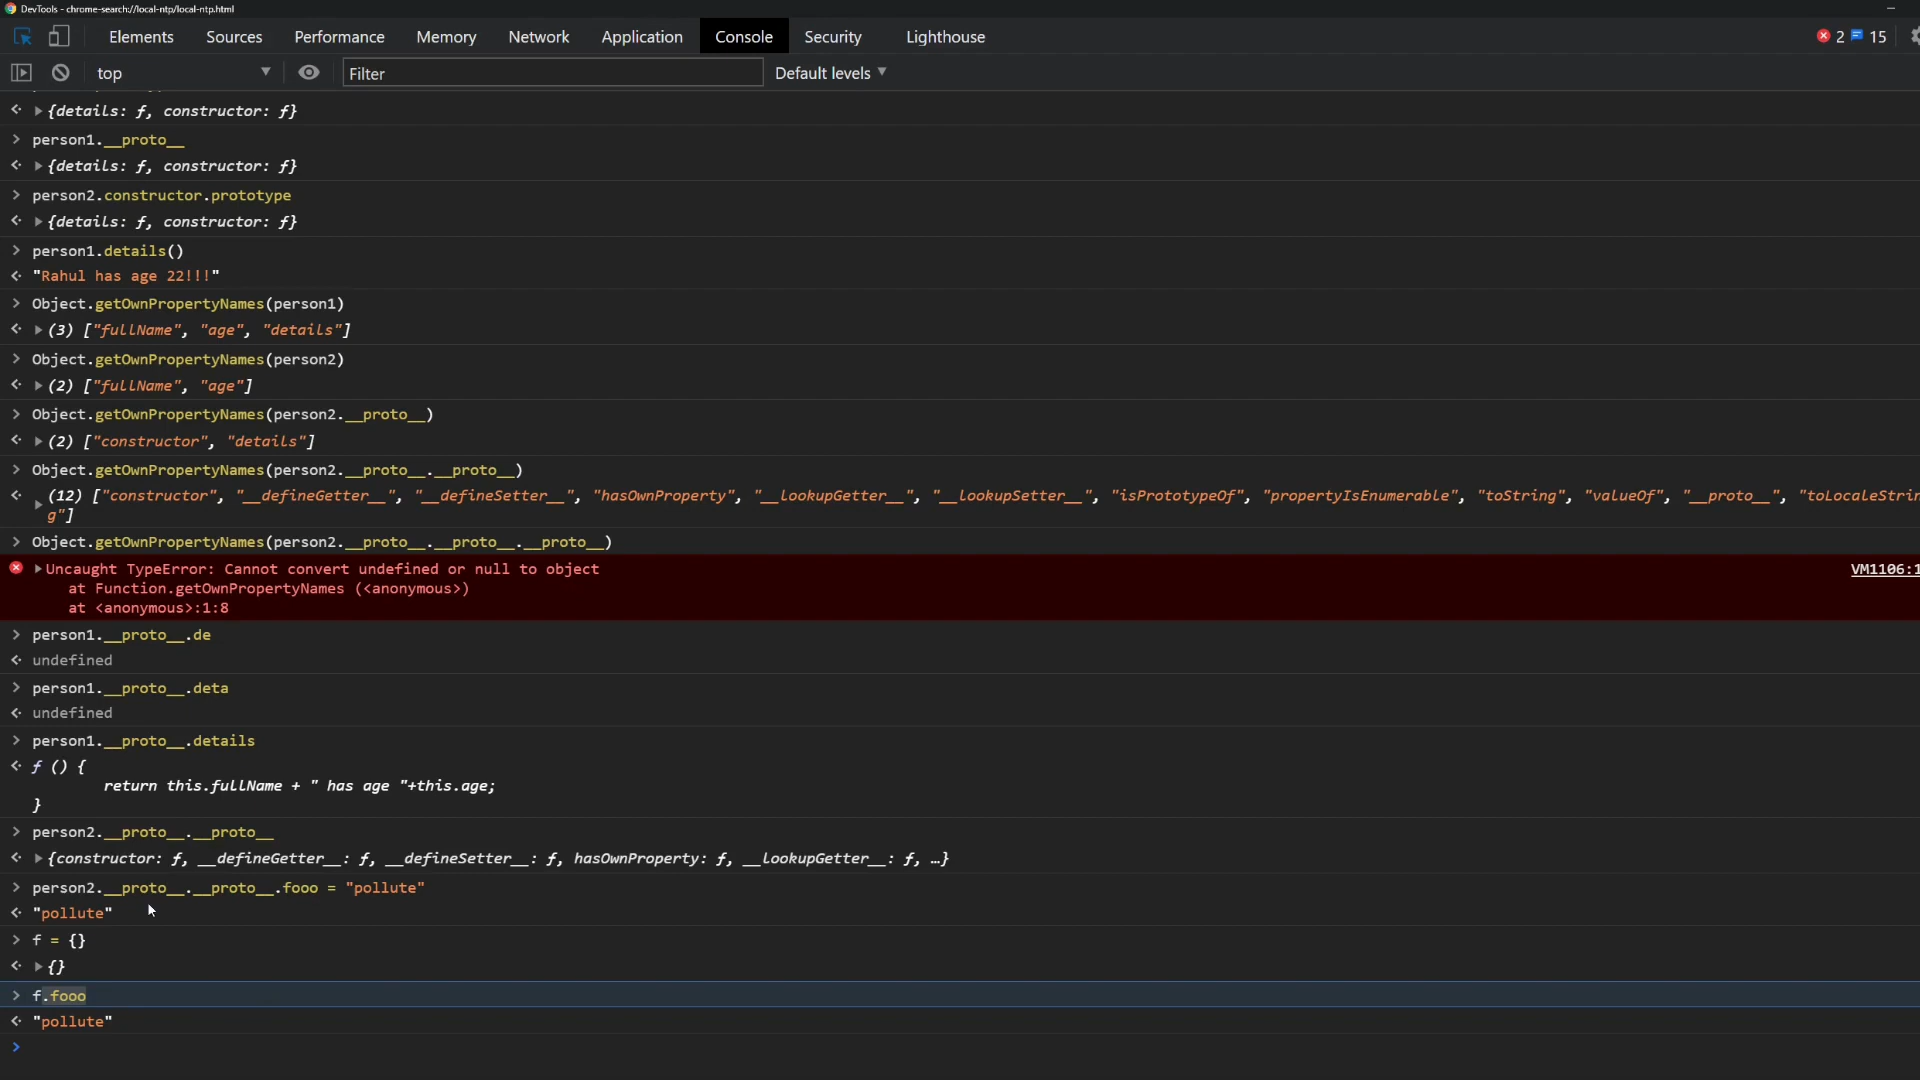 DevTools - chrome-search://local-ntp/local-ntp.html
Elements Sources Performance Memory Network Application Console Security Lighthouse 2 15
top Filter Default levels
{details: ƒ, constructor: ƒ}
person1.__proto__
{details: ƒ, constructor: ƒ}
person2.constructor.prototype
{details: ƒ, constructor: ƒ}
person1.details()
"Rahul has age 22!!!"
Object.getOwnPropertyNames(person1)
(3) ["fullName", "age", "details"]
Object.getOwnPropertyNames(person2)
(2) ["fullName", "age"]
Object.getOwnPropertyNames(person2.__proto__)
(2) ["constructor", "details"]
Object.getOwnPropertyNames(person2.__proto__.__proto__)
(12) ["constructor", "__defineGetter__", "__defineSetter__", "hasOwnProperty", "__lookupGetter__", "__lookupSetter__", "isPrototypeOf", "propertyIsEnumerable", "toString", "valueOf", "__proto__", "toLocaleStrin
g"]
Object.getOwnPropertyNames(person2.__proto__.__proto__.__proto__)
Uncaught TypeError: Cannot convert undefined or null to object VM1106:1
at Function.getOwnPropertyNames (<anonymous>)
at <anonymous>:1:8
person1.__proto__.de
undefined
person1.__proto__.deta
undefined
person1.__proto__.details
ƒ () {
return this.fullName + " has age "+this.age;
}
person2.__proto__.__proto__
{constructor: ƒ, __defineGetter__: ƒ, __defineSetter__: ƒ, hasOwnProperty: ƒ, __lookupGetter__: ƒ, …}
person2.__proto__.__proto__.fooo = "pollute"
"pollute"
f = {}
{}
f.fooo
"pollute"